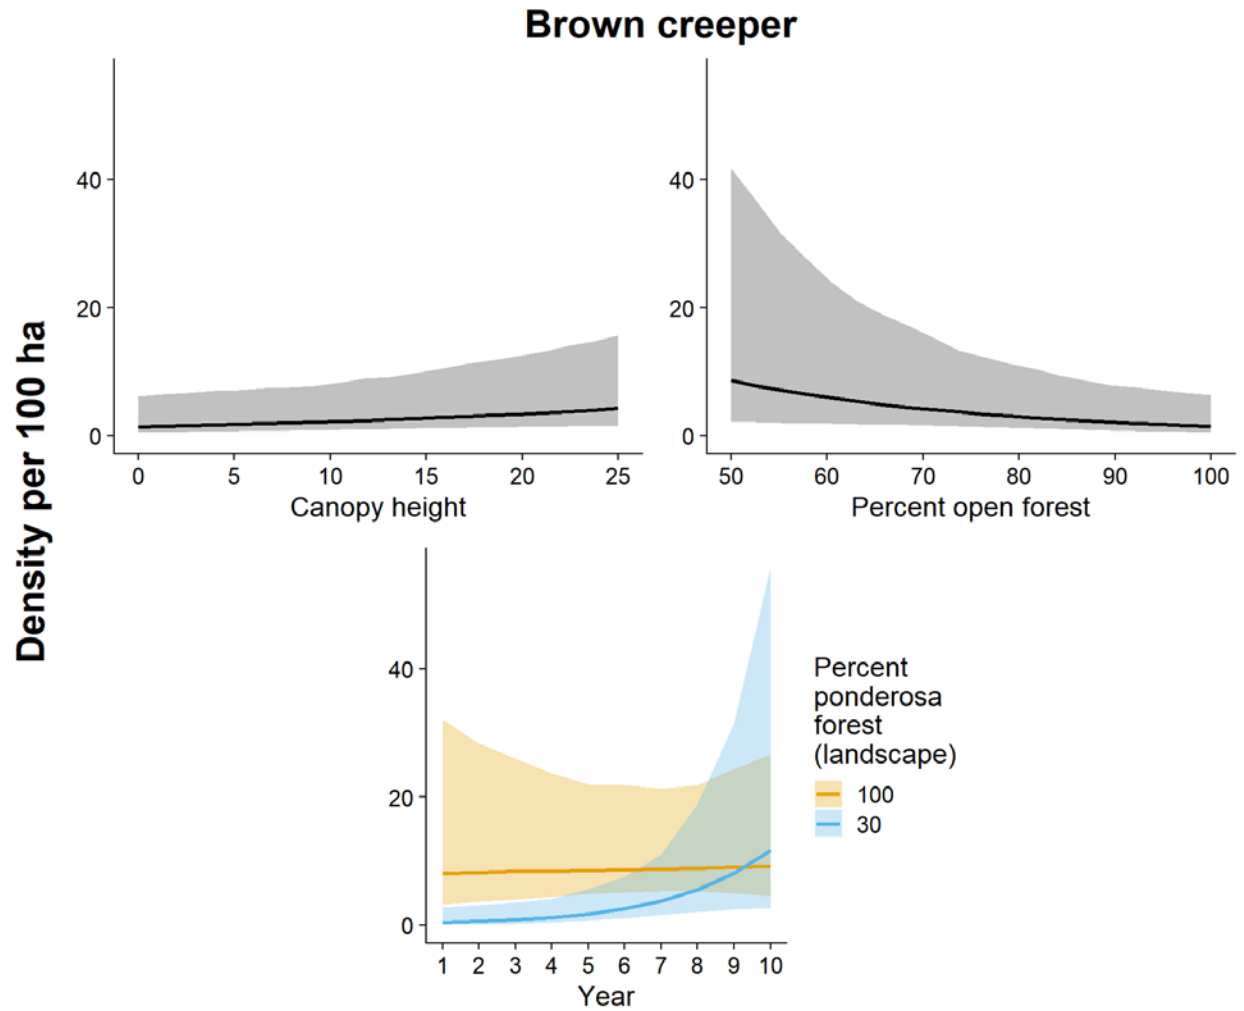 Brown creeper
Density per 100 ha
40
20
0
0 5 10 15 20 25
Canopy height
40
20
0
50 60 70 80 90 100
Percent open forest
40
20
0
1 2 3 4 5 6 7 8 9 10
Year
Percent
ponderosa
forest
(landscape)
100
30